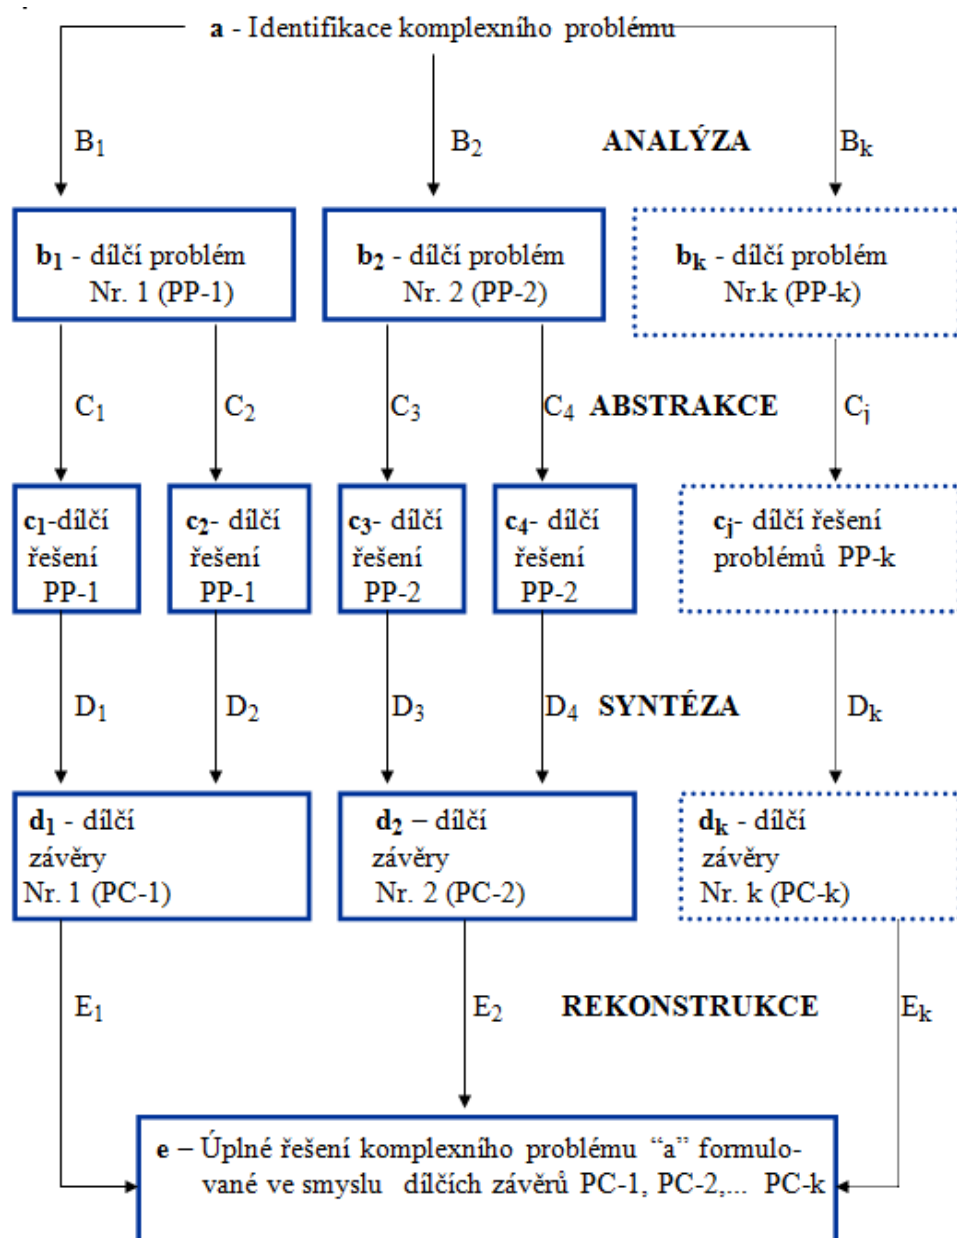 a - Identifikace komplexního problému
B1
B2
ANALÝZA
Bk
b1 - dílčí problém
Nr. 1 (PP-1)
b2 - dílčí problém
Nr. 2 (PP-2)
bk - dílčí problém
Nr.k (PP-k)
C1
C2
C3
C4
ABSTRAKCE
Cj
c1-dílčí
řešení
PP-1
c2- dílčí
řešení
PP-1
c3- dílčí
řešení
PP-2
c4- dílčí
řešení
PP-2
cj- dílčí řešení
problémů PP-k
D1
D2
D3
D4
SYNTÉZA
Dk
d1 - dílčí
závěry
Nr. 1 (PC-1)
d2 – dílčí
závěry
Nr. 2 (PC-2)
dk - dílčí
závěry
Nr. k (PC-k)
E1
E2
REKONSTRUKCE
Ek
e – Úplné řešení komplexního problému “a” formulo-
vané ve smyslu dílčích závěrů PC-1, PC-2,... PC-k